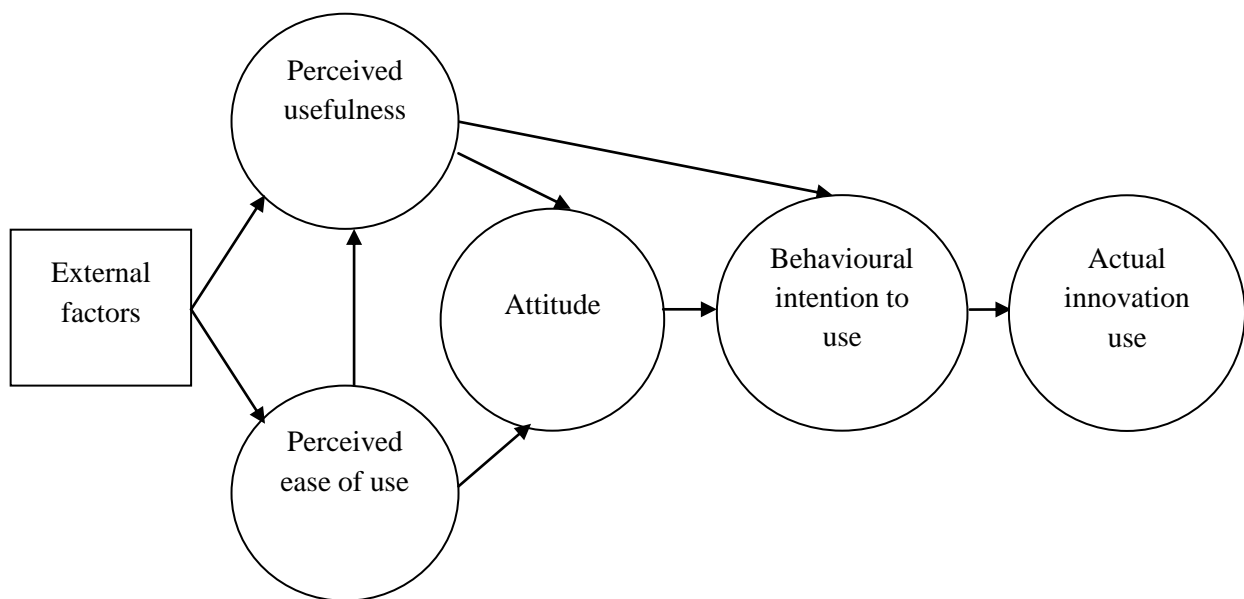 Perceived
usefulness
External
factors
Attitude
Behavioural
intention to
use
Actual
innovation
use
Perceived
ease of use